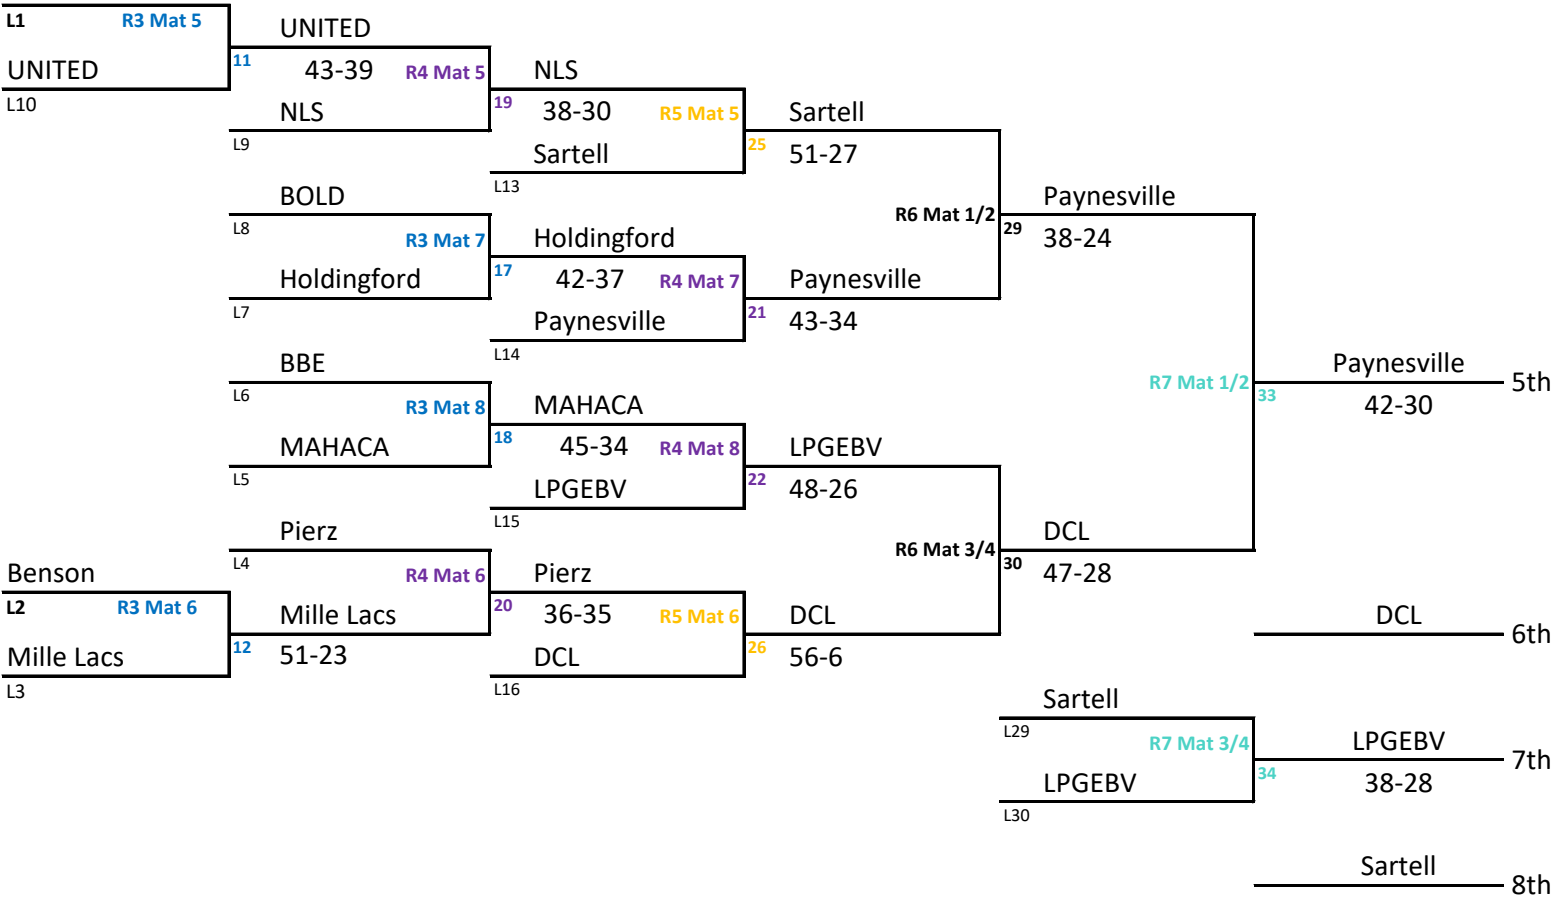 L1 R3 Mat 5
UNITED
UNITED
11
43-39 R4 Mat 5
NLS
L10
NLS
19
38-30 R5 Mat 5
Sartell
L9
Sartell
25
51-27
L13
BOLD
R6 Mat 1/2
Paynesville
29
38-24
L8
R3 Mat 7
Holdingford
17
Holdingford
42-37 R4 Mat 7
Paynesville
L7
Paynesville
21
43-34
L14
BBE
R7 Mat 1/2
Paynesville
5th
33
42-30
L6
R3 Mat 8
MAHACA
18
MAHACA
45-34 R4 Mat 8
LPGEBV
L5
LPGEBV
22
48-26
L15
Pierz
R6 Mat 3/4
DCL
30
47-28
L4
Benson
R4 Mat 6
Pierz
L2 R3 Mat 6
Mille Lacs
20
36-35 R5 Mat 6
DCL
DCL
6th
Mille Lacs
12
51-23
DCL
26
56-6
L3
L16
Sartell
L29
R7 Mat 3/4
LPGEBV
7th
LPGEBV
34
38-28
L30
Sartell
8th